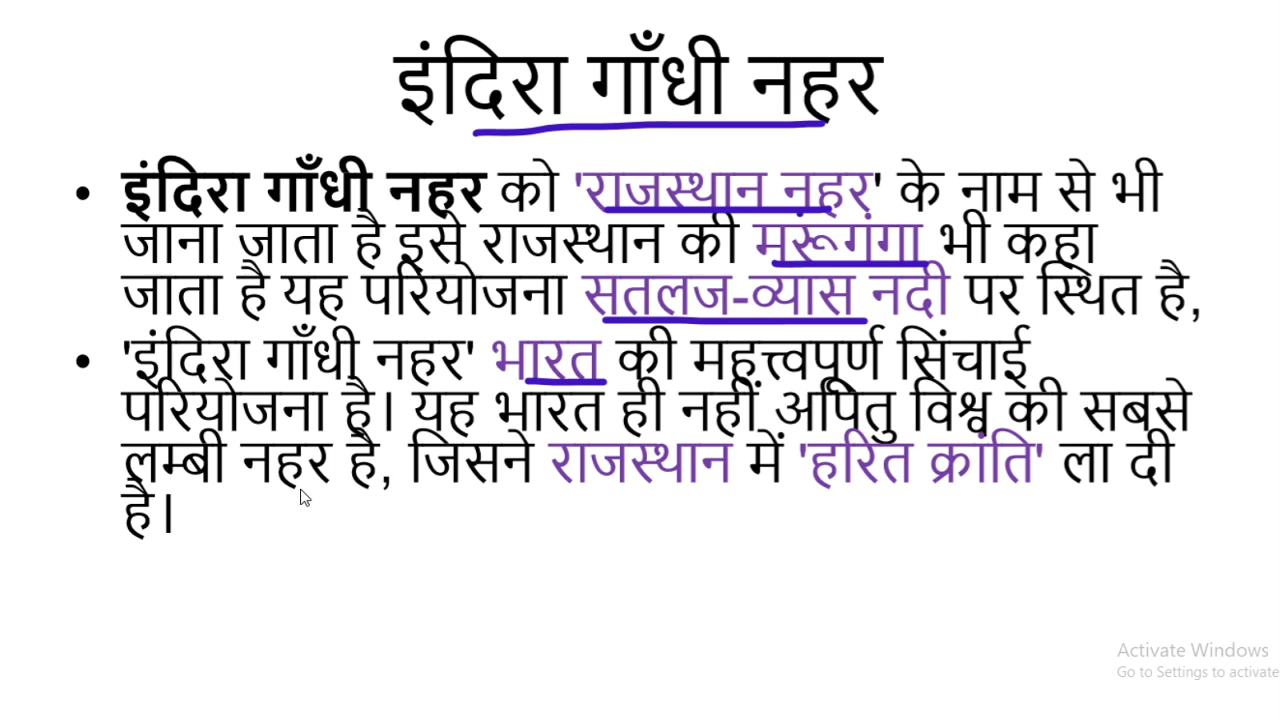 इंदिरा गाँधी नहर
• इंदिरा गाँधी नहर को 'राजस्थान नहर' के नाम से भी
जाना जाता है इसे राजस्थान की मरूंगंगा भी कहा
जाता है यह परियोजना सतलज-व्यास नदी पर स्थित है,
• 'इंदिरा गाँधी नहर' भारत की महत्त्वपूर्ण सिंचाई
परियोजना है। यह भारत ही नहीं अपितु विश्व की सबसे
लम्बी नहर है, जिसने राजस्थान में 'हरित क्रांति' ला दी
है।
Activate Windows
Go to Settings to activate